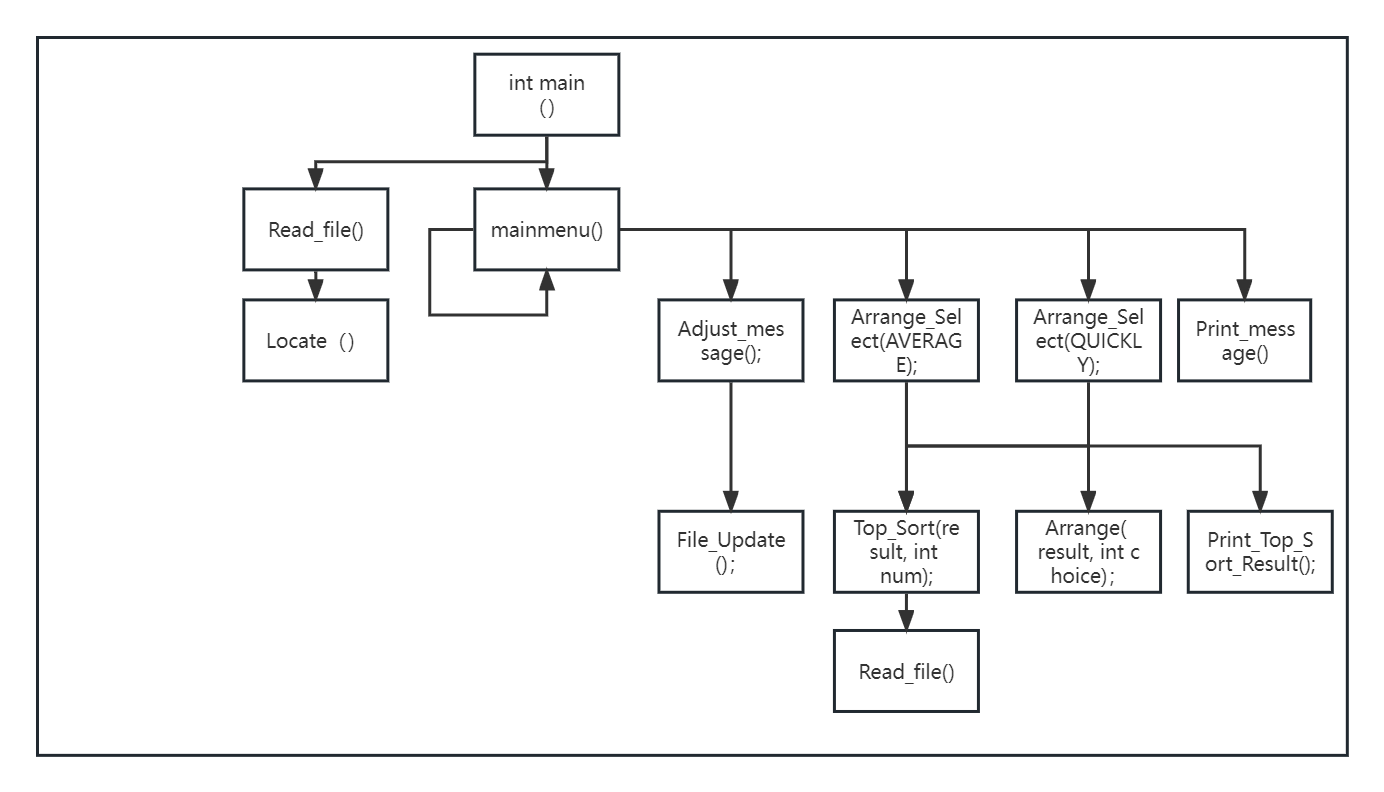 int main
()
Read_file()
mainmenu()
Locate  ()
Adjust_mes
sage();
Arrange_Sel
ect(AVERAG
E);
Arrange_Sel
ect(QUICKL
Y);
Print_mess
age()
File_Update
();
Top_Sort(re
sult, int
num);
Arrange(
result, int c
hoice);
Print_Top_S
ort_Result();
Read_file()